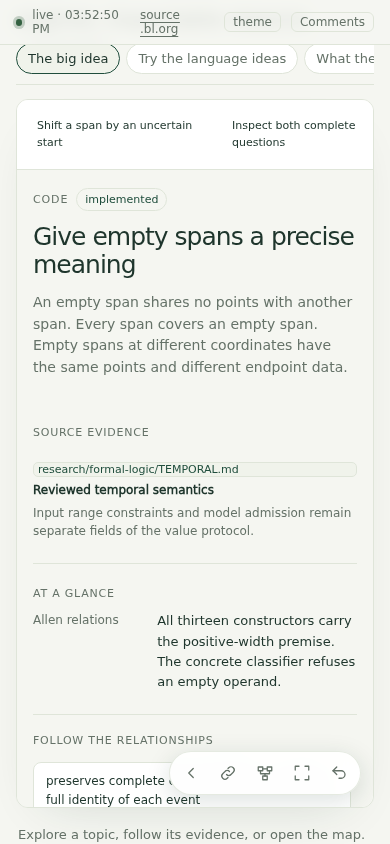 live · 03:52:50 PM
source .bl.org
theme
Comments
The big idea
Try the language ideas
What the
Shift a span by an uncertain start
Inspect both complete questions
CODE
implemented
Give empty spans a precise
meaning
An empty span shares no points with another
span. Every span covers an empty span.
Empty spans at different coordinates have
the same points and different endpoint data.
SOURCE EVIDENCE
research/formal-logic/TEMPORAL.md
Reviewed temporal semantics
Input range constraints and model admission remain
separate fields of the value protocol.
AT A GLANCE
Allen relations
All thirteen constructors carry
the positive-width premise.
The concrete classifier refuses
an empty operand.
FOLLOW THE RELATIONSHIPS
preserves complete
full identity of each event
Explore a topic, follow its evidence, or open the map.